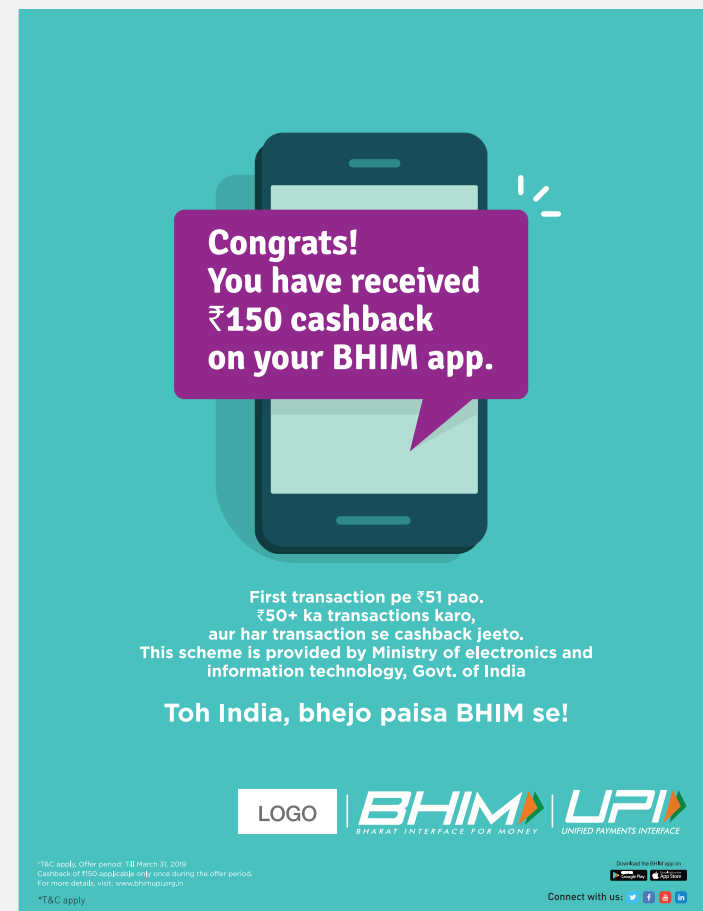 Congrats!
You have received
₹150 cashback
on your BHIM app.
First transaction pe ₹51 pao.
₹50+ ka transactions karo,
aur har transaction se cashback jeeto.
This scheme is provided by Ministry of electronics and
information technology, Govt. of India
Toh India, bhejo paisa BHIM se!
LOGO
BHIM
BHARAT INTERFACE FOR MONEY
UPI
UNIFIED PAYMENTS INTERFACE
*T&C apply. Offer period: Till March 31, 2019
Cashback of ₹150 applicable only once during the offer period.
For more details, visit: www.bhimupi.org.in
*T&C apply
Download the BHIM app on
Google Play
App Store
Connect with us: